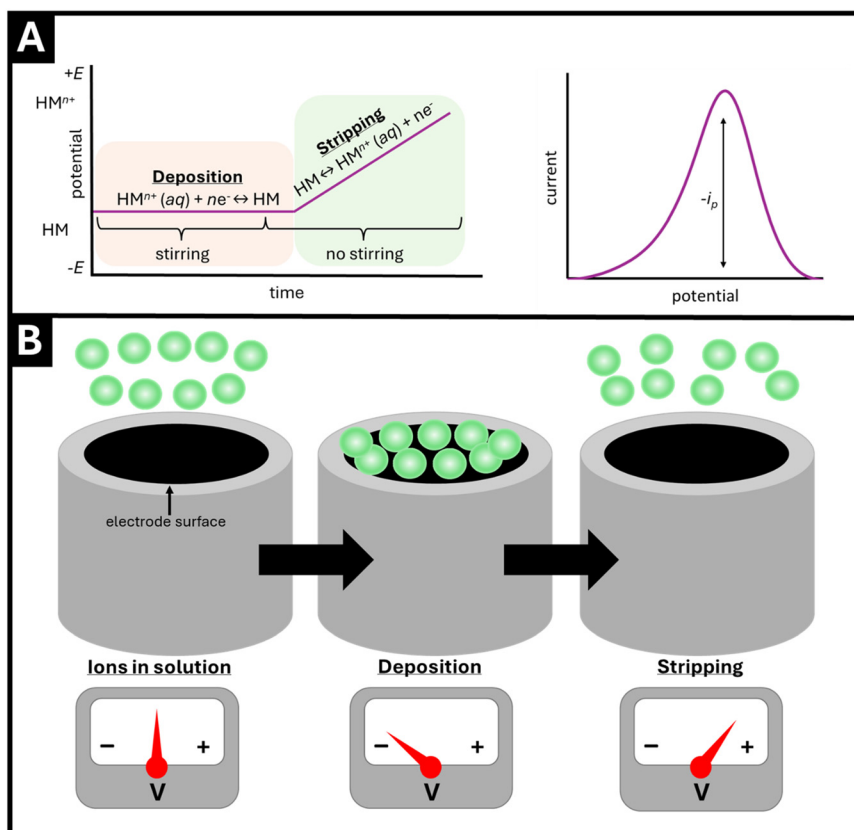 A
+E
HMⁿ⁺
potential
HM
-E
Deposition
HMⁿ⁺ (aq) + ne⁻ ↔ HM
Stripping
HM ↔ HMⁿ⁺ (aq) + ne⁻
stirring
no stirring
time
current
-iₚ
potential
B
electrode surface
Ions in solution
Deposition
Stripping
− +
V
− +
V
− +
V